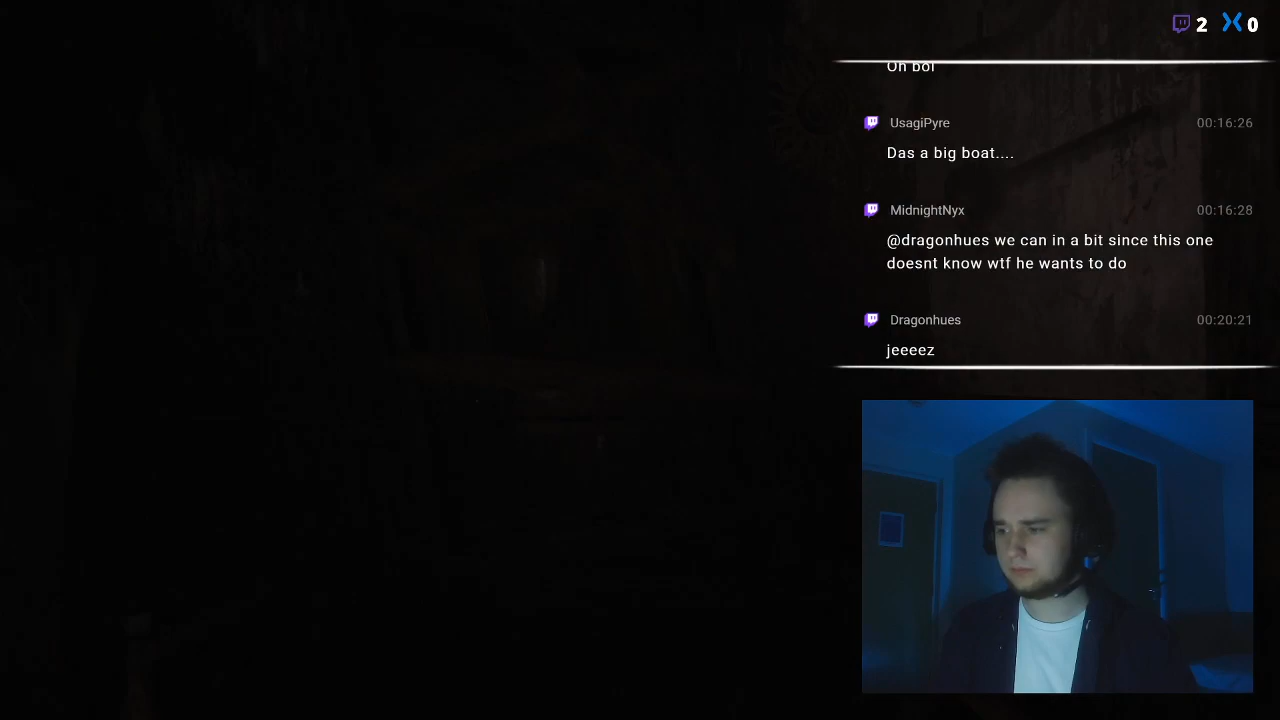 2 0
Oh boi
UsagiPyre 00:16:26
Das a big boat....
MidnightNyx 00:16:28
@dragonhues we can in a bit since this one
doesnt know wtf he wants to do
Dragonhues 00:20:21
jeeeez